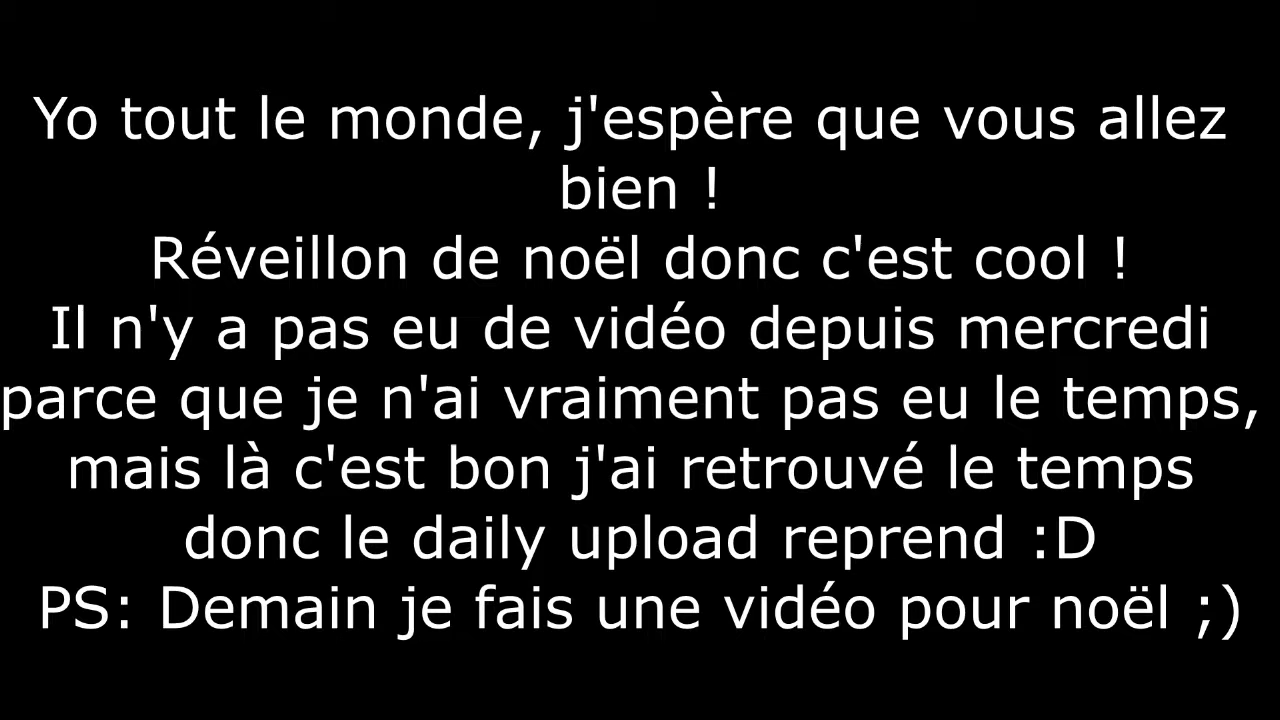 Yo tout le monde, j'espère que vous allez
bien !
Réveillon de noël donc c'est cool !
Il n'y a pas eu de vidéo depuis mercredi
parce que je n'ai vraiment pas eu le temps,
mais là c'est bon j'ai retrouvé le temps
donc le daily upload reprend :D
PS: Demain je fais une vidéo pour noël ;)